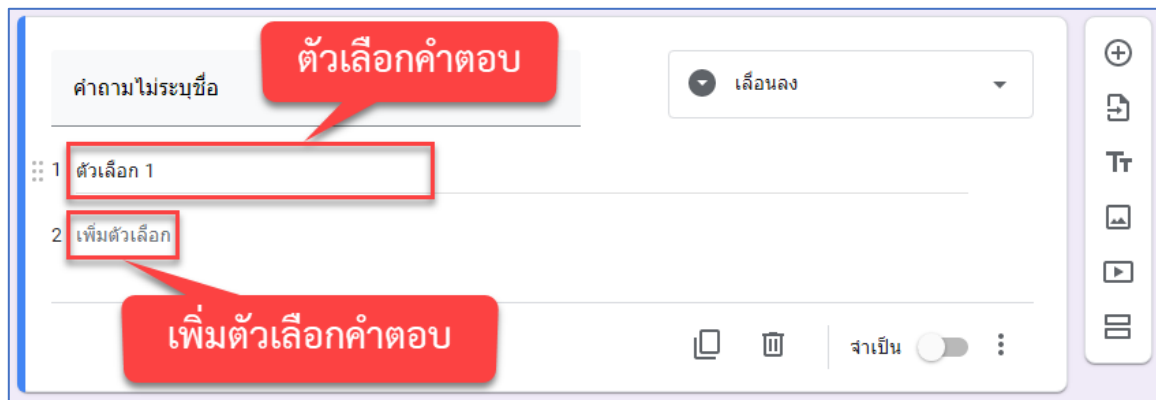 ตัวเลือกคำตอบ
คำถามไม่ระบุชื่อ
เลื่อนลง
1 ตัวเลือก 1
2 เพิ่มตัวเลือก
เพิ่มตัวเลือกคำตอบ
จำเป็น